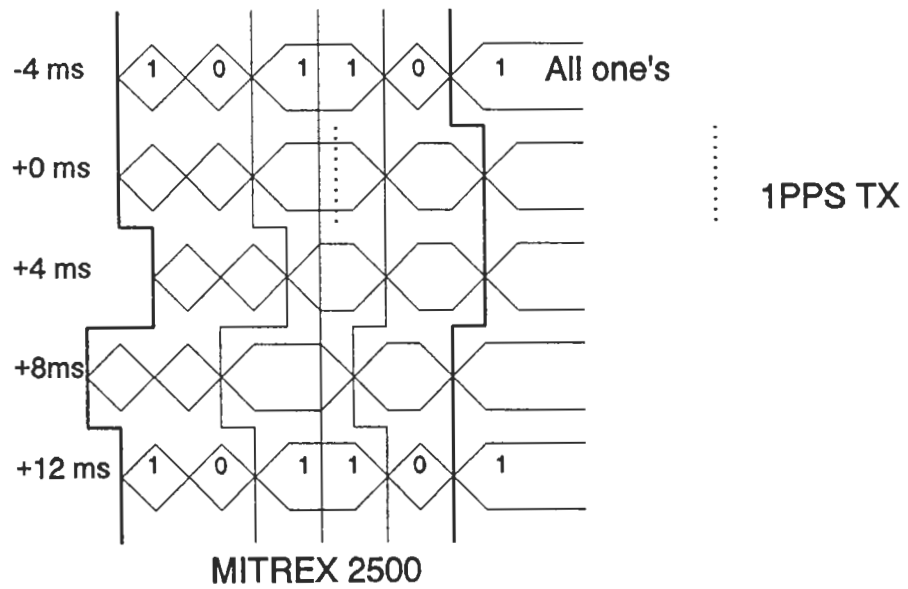 -4 ms 1 0 1 1 0 1 All one's
+0 ms
1PPS TX
+4 ms
+8ms
+12 ms 1 0 1 1 0 1
MITREX 2500